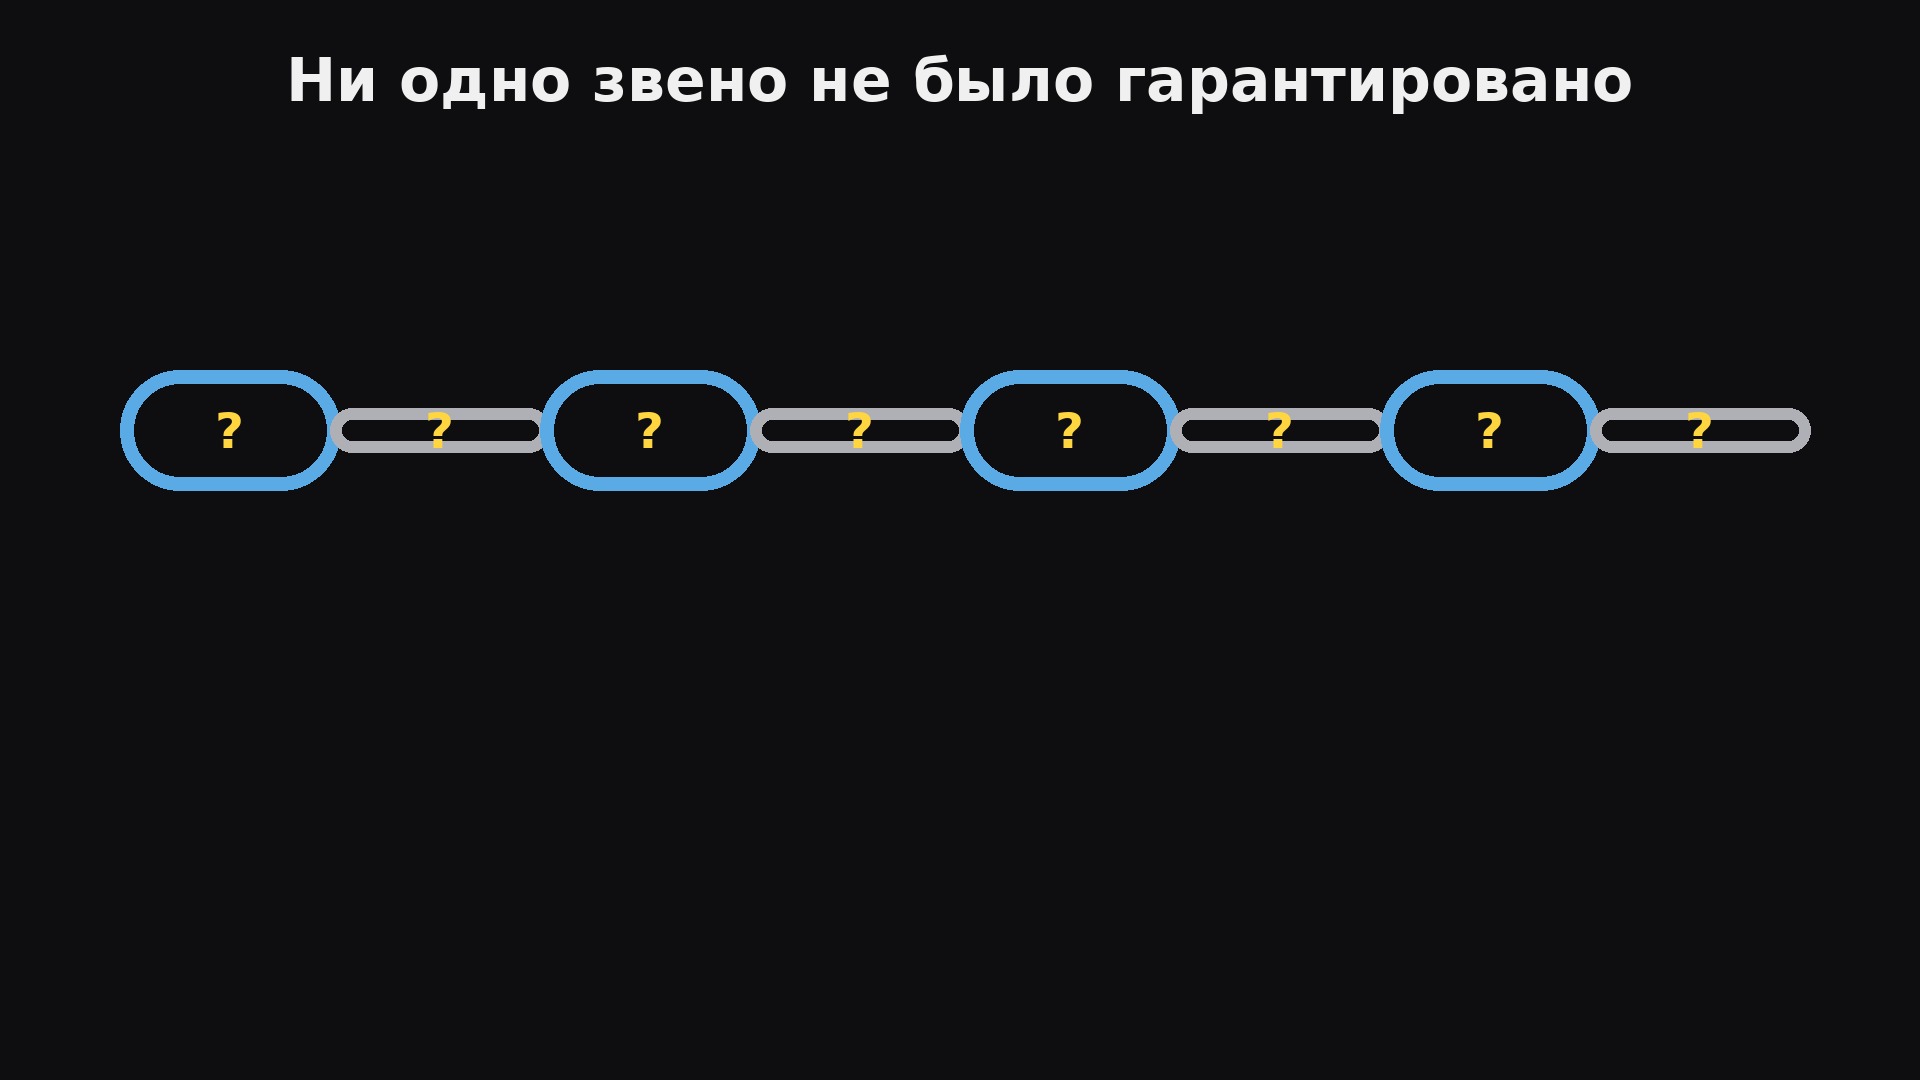 Ни одно звено не было гарантировано
? ? ? ? ? ? ? ?